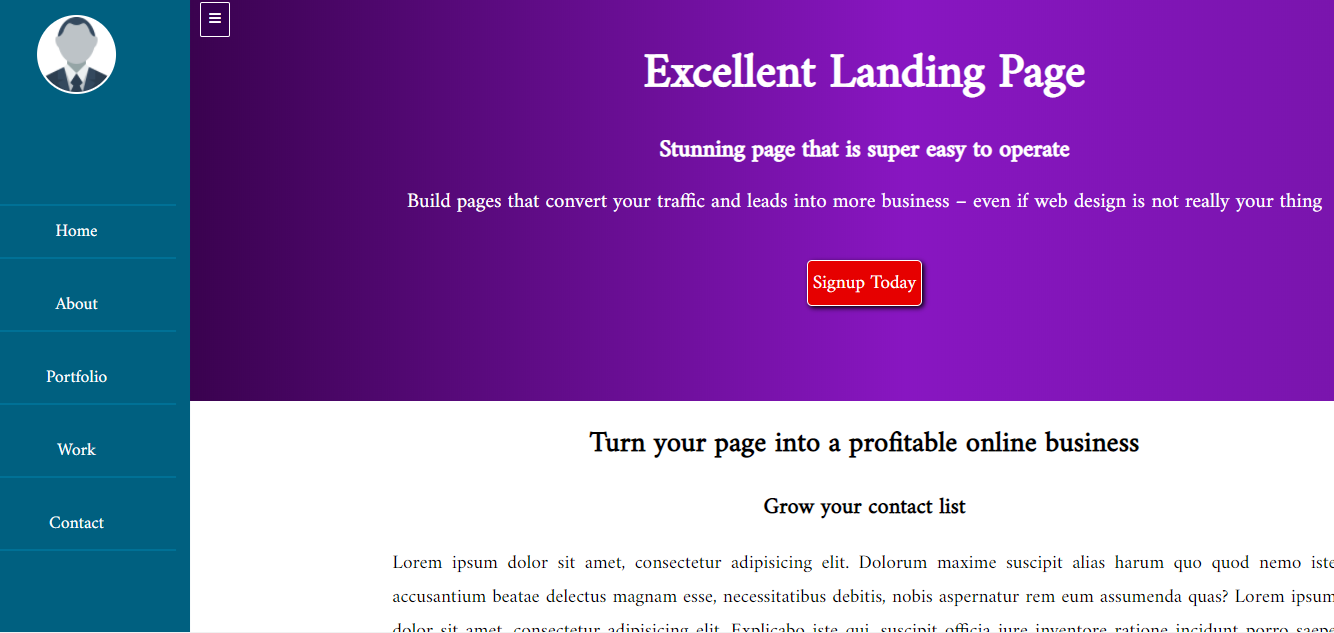 Home
About
Portfolio
Work
Contact
Excellent Landing Page
Stunning page that is super easy to operate
Build pages that convert your traffic and leads into more business – even if web design is not really your thing
Signup Today
Turn your page into a profitable online business
Grow your contact list
Lorem ipsum dolor sit amet, consectetur adipisicing elit. Dolorum maxime suscipit alias harum quo quod nemo iste
accusantium beatae delectus magnam esse, necessitatibus debitis, nobis aspernatur rem eum assumenda quas? Lorem ipsum
dolor sit amet, consectetur adipisicing elit. Explicabo iste qui, suscipit officia iure inventore ratione incidunt porro saepe